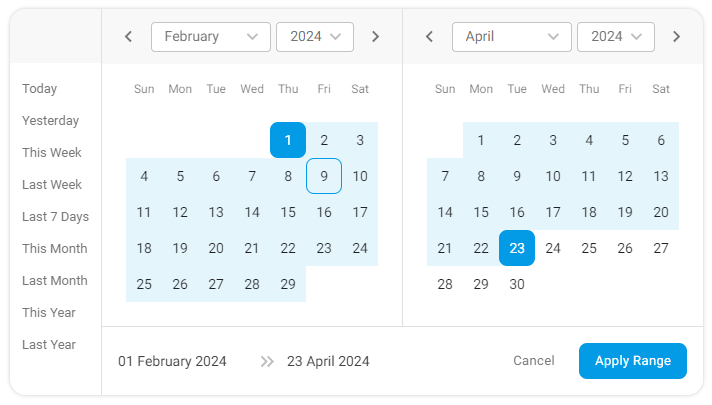 February 2024 April 2024
Today
Yesterday
This Week
Last Week
Last 7 Days
This Month
Last Month
This Year
Last Year
Sun Mon Tue Wed Thu Fri Sat
1 2 3
4 5 6 7 8 9 10
11 12 13 14 15 16 17
18 19 20 21 22 23 24
25 26 27 28 29
Sun Mon Tue Wed Thu Fri Sat
1 2 3 4 5 6
7 8 9 10 11 12 13
14 15 16 17 18 19 20
21 22 23 24 25 26 27
28 29 30
01 February 2024 23 April 2024 Cancel Apply Range